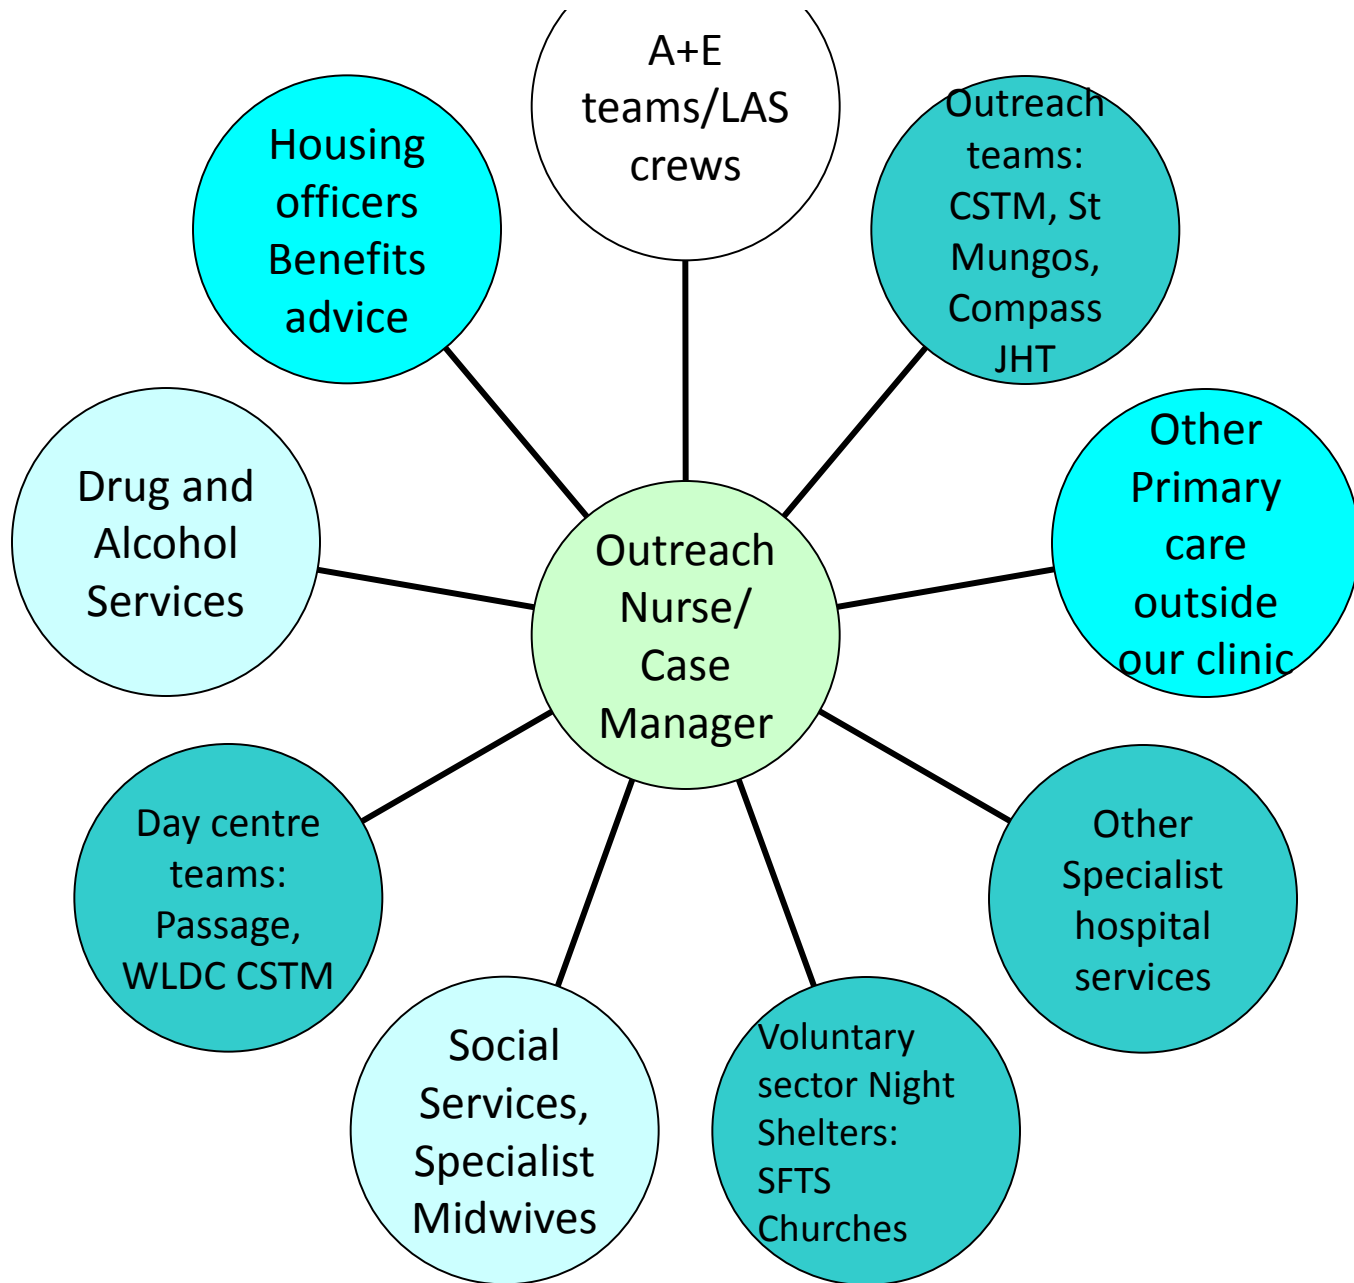 A+E
teams/LAS
crews
Outreach
teams:
CSTM, St
Mungos,
Compass
JHT
Other
Primary
care
outside
our clinic
Other
Specialist
hospital
services
Voluntary
sector Night
Shelters:
SFTS
Churches
Social
Services,
Specialist
Midwives
Day centre
teams:
Passage,
WLDC CSTM
Drug and
Alcohol
Services
Housing
officers
Benefits
advice
Outreach
Nurse/
Case
Manager